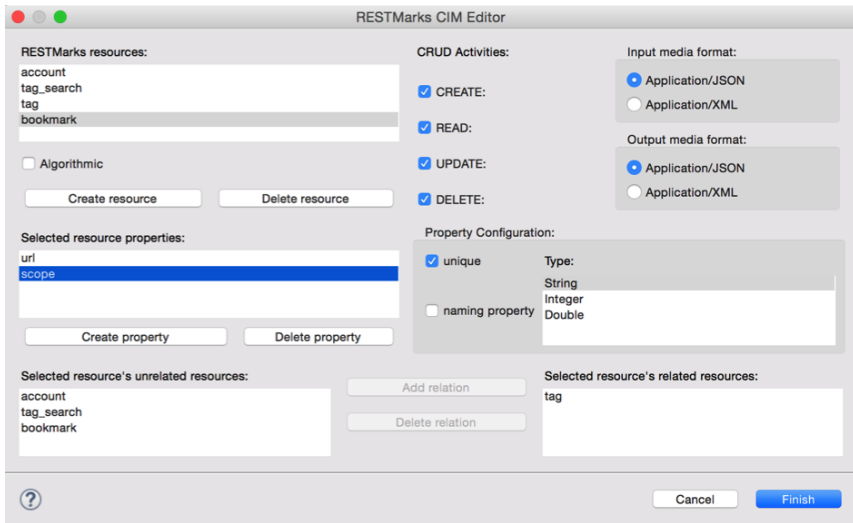 RESTMarks CIM Editor
RESTMarks resources:
account
tag_search
tag
bookmark
Algorithmic
Create resource
Delete resource
CRUD Activities:
CREATE:
READ:
UPDATE:
DELETE:
Input media format:
Application/JSON
Application/XML
Output media format:
Application/JSON
Application/XML
Selected resource properties:
url
scope
Create property
Delete property
Property Configuration:
unique
naming property
Type:
String
Integer
Double
Selected resource's unrelated resources:
account
tag_search
bookmark
Add relation
Delete relation
Selected resource's related resources:
tag
?
Cancel
Finish